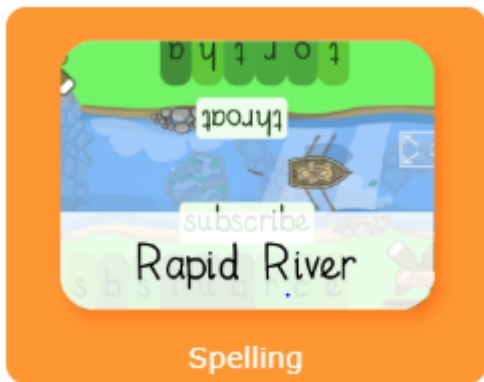 t o r t h a
throat
subscribe
Rapid River
s b s i u b r c e
Spelling